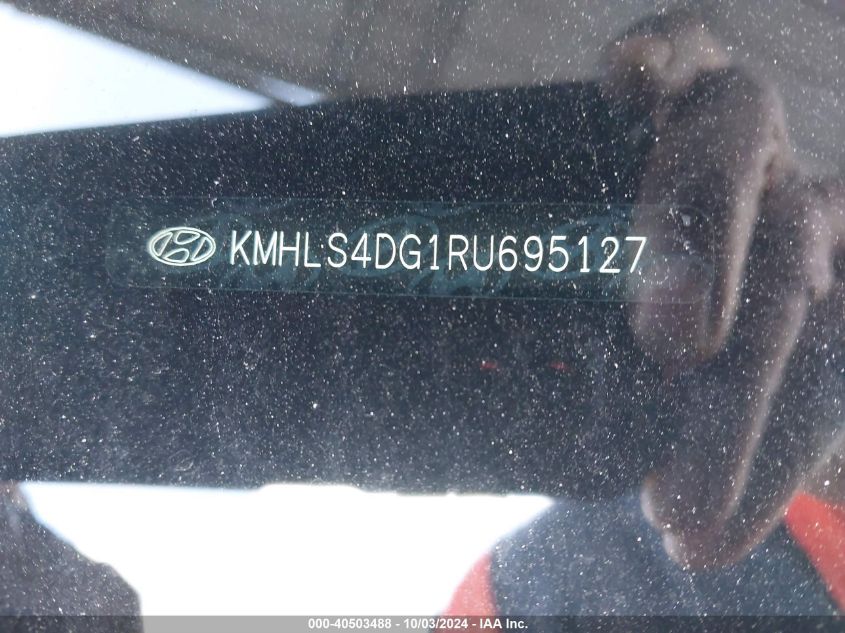 KMHLS4DG1RU695127
000-40503488 - 10/03/2024 - IAA Inc.